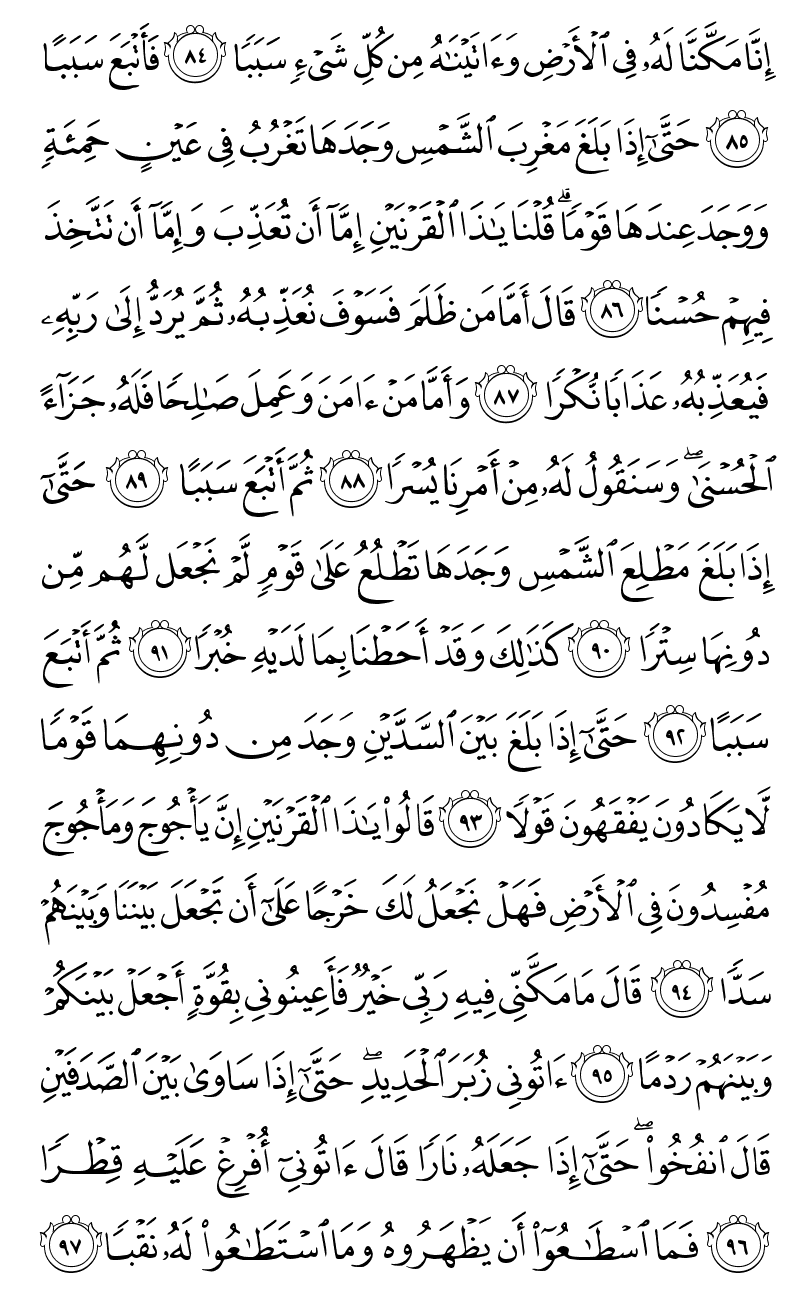 إِنَّا مَكَّنَّا لَهُۥ فِي ٱلْأَرْضِ وَءَاتَيْنَٰهُ مِن كُلِّ شَيْءٍ سَبَبًا ٨٤ فَأَتْبَعَ سَبَبًا
٨٥ حَتَّىٰٓ إِذَا بَلَغَ مَغْرِبَ ٱلشَّمْسِ وَجَدَهَا تَغْرُبُ فِي عَيْنٍ حَمِئَةٍ
وَوَجَدَ عِندَهَا قَوْمًا ۗ قُلْنَا يَٰذَا ٱلْقَرْنَيْنِ إِمَّآ أَن تُعَذِّبَ وَإِمَّآ أَن تَتَّخِذَ
فِيهِمْ حُسْنًا ٨٦ قَالَ أَمَّا مَن ظَلَمَ فَسَوْفَ نُعَذِّبُهُۥ ثُمَّ يُرَدُّ إِلَىٰ رَبِّهِۦ
فَيُعَذِّبُهُۥ عَذَابًا نُّكْرًا ٨٧ وَأَمَّا مَنْ ءَامَنَ وَعَمِلَ صَٰلِحًا فَلَهُۥ جَزَآءً
ٱلْحُسْنَىٰ ۖ وَسَنَقُولُ لَهُۥ مِنْ أَمْرِنَا يُسْرًا ٨٨ ثُمَّ أَتْبَعَ سَبَبًا ٨٩ حَتَّىٰٓ
إِذَا بَلَغَ مَطْلِعَ ٱلشَّمْسِ وَجَدَهَا تَطْلُعُ عَلَىٰ قَوْمٍ لَّمْ نَجْعَل لَّهُم مِّن
دُونِهَا سِتْرًا ٩٠ كَذَٰلِكَ وَقَدْ أَحَطْنَا بِمَا لَدَيْهِ خُبْرًا ٩١ ثُمَّ أَتْبَعَ
سَبَبًا ٩٢ حَتَّىٰٓ إِذَا بَلَغَ بَيْنَ ٱلسَّدَّيْنِ وَجَدَ مِن دُونِهِمَا قَوْمًا
لَّا يَكَادُونَ يَفْقَهُونَ قَوْلًا ٩٣ قَالُوا۟ يَٰذَا ٱلْقَرْنَيْنِ إِنَّ يَأْجُوجَ وَمَأْجُوجَ
مُفْسِدُونَ فِي ٱلْأَرْضِ فَهَلْ نَجْعَلُ لَكَ خَرْجًا عَلَىٰٓ أَن تَجْعَلَ بَيْنَنَا وَبَيْنَهُمْ
سَدًّا ٩٤ قَالَ مَا مَكَّنِّي فِيهِ رَبِّي خَيْرٌ فَأَعِينُونِي بِقُوَّةٍ أَجْعَلْ بَيْنَكُمْ
وَبَيْنَهُمْ رَدْمًا ٩٥ ءَاتُونِي زُبَرَ ٱلْحَدِيدِ ۖ حَتَّىٰٓ إِذَا سَاوَىٰ بَيْنَ ٱلصَّدَفَيْنِ
قَالَ ٱنفُخُوا۟ ۖ حَتَّىٰٓ إِذَا جَعَلَهُۥ نَارًا قَالَ ءَاتُونِيٓ أُفْرِغْ عَلَيْهِ قِطْرًا
٩٦ فَمَا ٱسْطَٰعُوٓا۟ أَن يَظْهَرُوهُ وَمَا ٱسْتَطَٰعُوا۟ لَهُۥ نَقْبًا ٩٧